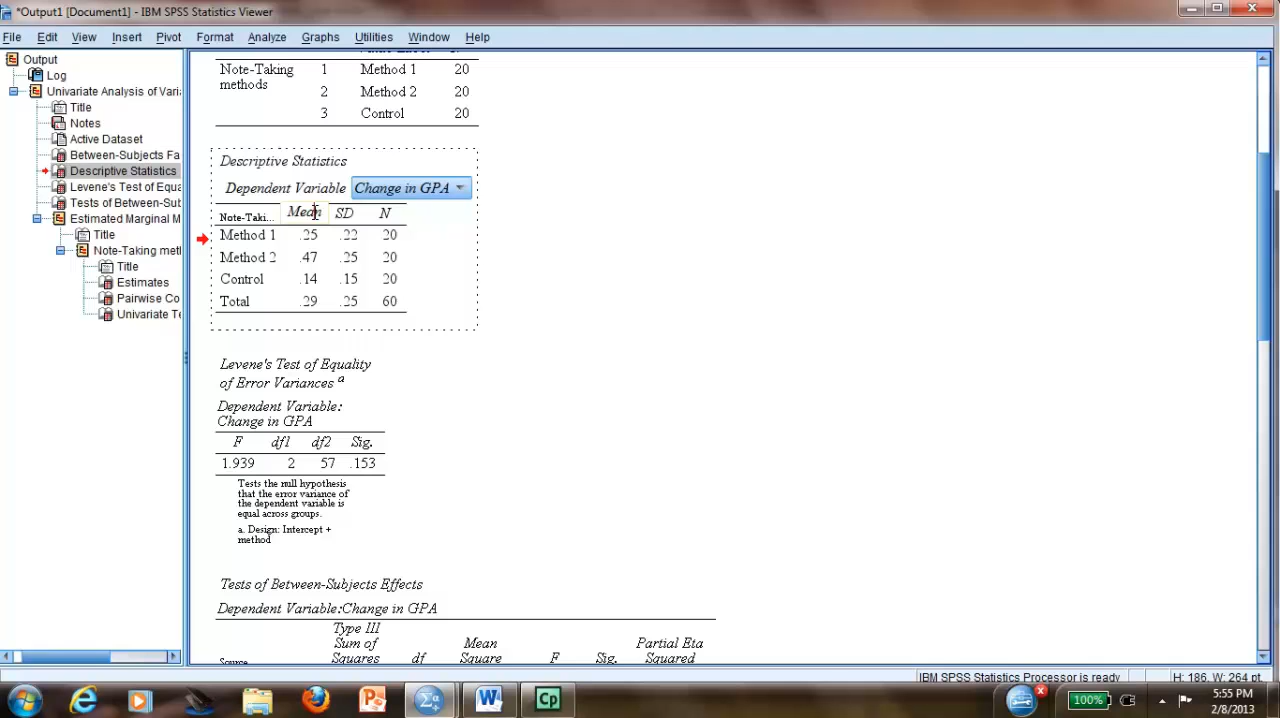 *Output1 [Document1] - IBM SPSS Statistics Viewer
File Edit View Insert Pivot Format Analyze Graphs Utilities Window Help
Output
Log
Univariate Analysis of Vari
Title
Notes
Active Dataset
Between-Subjects Fa
Descriptive Statistics
Levene's Test of Equa
Tests of Between-Sub
Estimated Marginal M
Title
Note-Taking meth
Title
Estimates
Pairwise Co
Univariate Te
Note-Taking methods 1 Method 1 20
2 Method 2 20
3 Control 20
Descriptive Statistics
Dependent Variable Change in GPA
Note-Taki... Mean SD N
Method 1 .25 .22 20
Method 2 .47 .25 20
Control .14 .15 20
Total .29 .25 60
Levene's Test of Equality
of Error Variances a
Dependent Variable:
Change in GPA
F df1 df2 Sig.
1.939 2 57 .153
Tests the null hypothesis
that the error variance of
the dependent variable is
equal across groups.
a. Design: Intercept +
method
Tests of Between-Subjects Effects
Dependent Variable:Change in GPA
Source Type III Sum of Squares df Mean Square F Sig. Partial Eta Squared
IBM SPSS Statistics Processor is ready H: 186, W: 264 pt.
100%
5:55 PM
2/8/2013